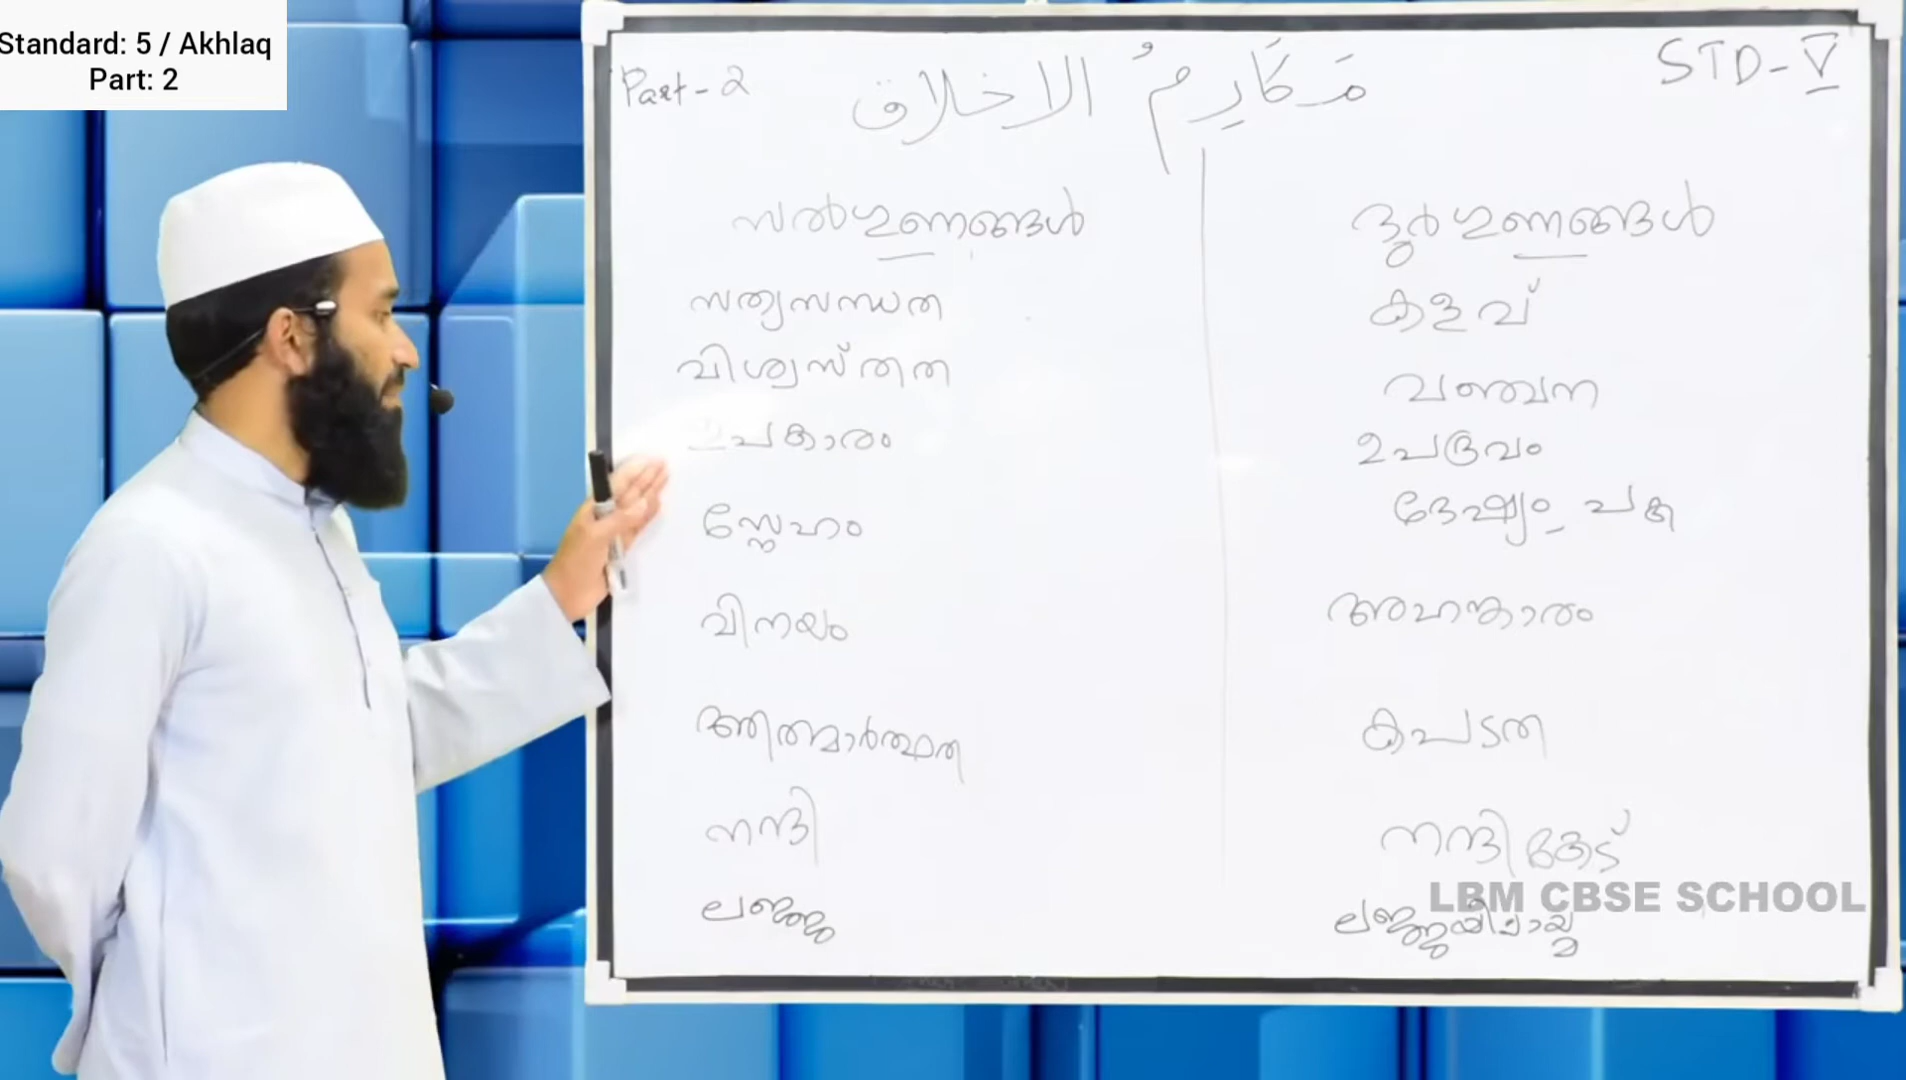 Standard: 5 / Akhlaq
Part: 2
Part - 2
مَكَارِمُ الاخلاق
STD - V
സൽഗുണങ്ങൾ
ദുർഗുണങ്ങൾ
സത്യസന്ധത
കളവ്
വിശ്വസ്തത
വഞ്ചന
ഉപകാരം
ഉപദ്രവം
സ്നേഹം
ദേഷ്യം - പക
വിനയം
അഹങ്കാരം
ആത്മാർത്ഥത
കപടത
നന്ദി
നന്ദികേട്
ലജ്ജ
ലജ്ജയില്ലായ്മ
LBM CBSE SCHOOL